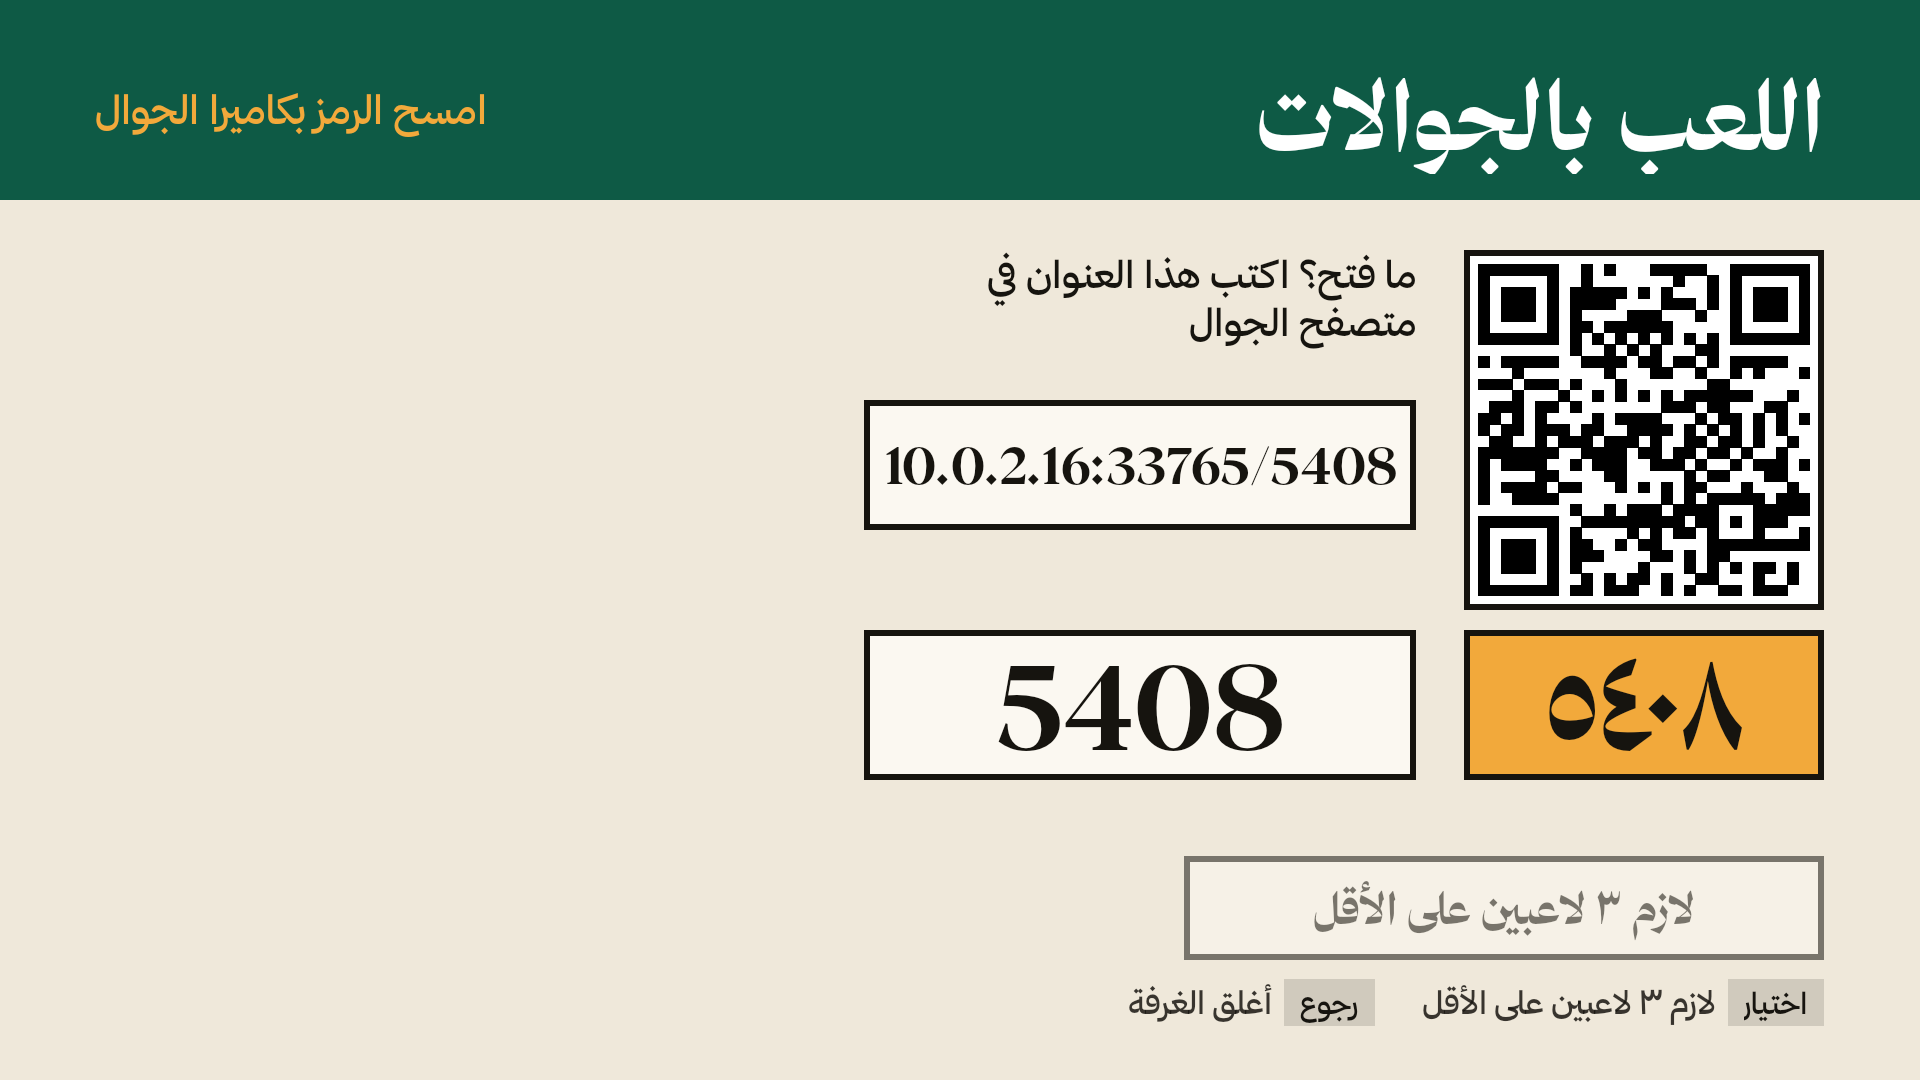 اللعب بالجوالات
امسح الرمز بكاميرا الجوال
ما فتح؟ اكتب هذا العنوان في
متصفح الجوال
10.0.2.16:33765/5408
٥٤٠٨
5408
لازم ٣ لاعبين على الأقل
اختيار لازم ٣ لاعبين على الأقل رجوع أغلق الغرفة